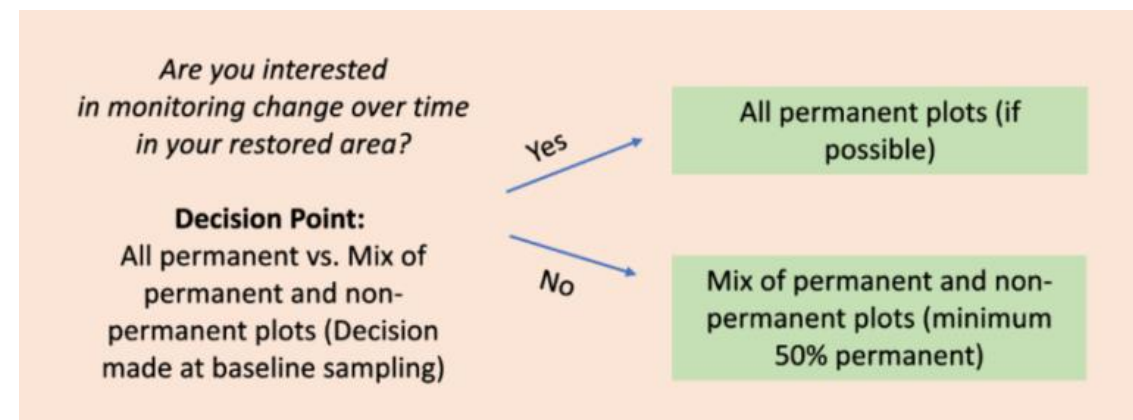 Are you interested
in monitoring change over time
in your restored area?
Decision Point:
All permanent vs. Mix of
permanent and non-
permanent plots (Decision
made at baseline sampling)
Yes
No
All permanent plots (if
possible)
Mix of permanent and non-
permanent plots (minimum
50% permanent)